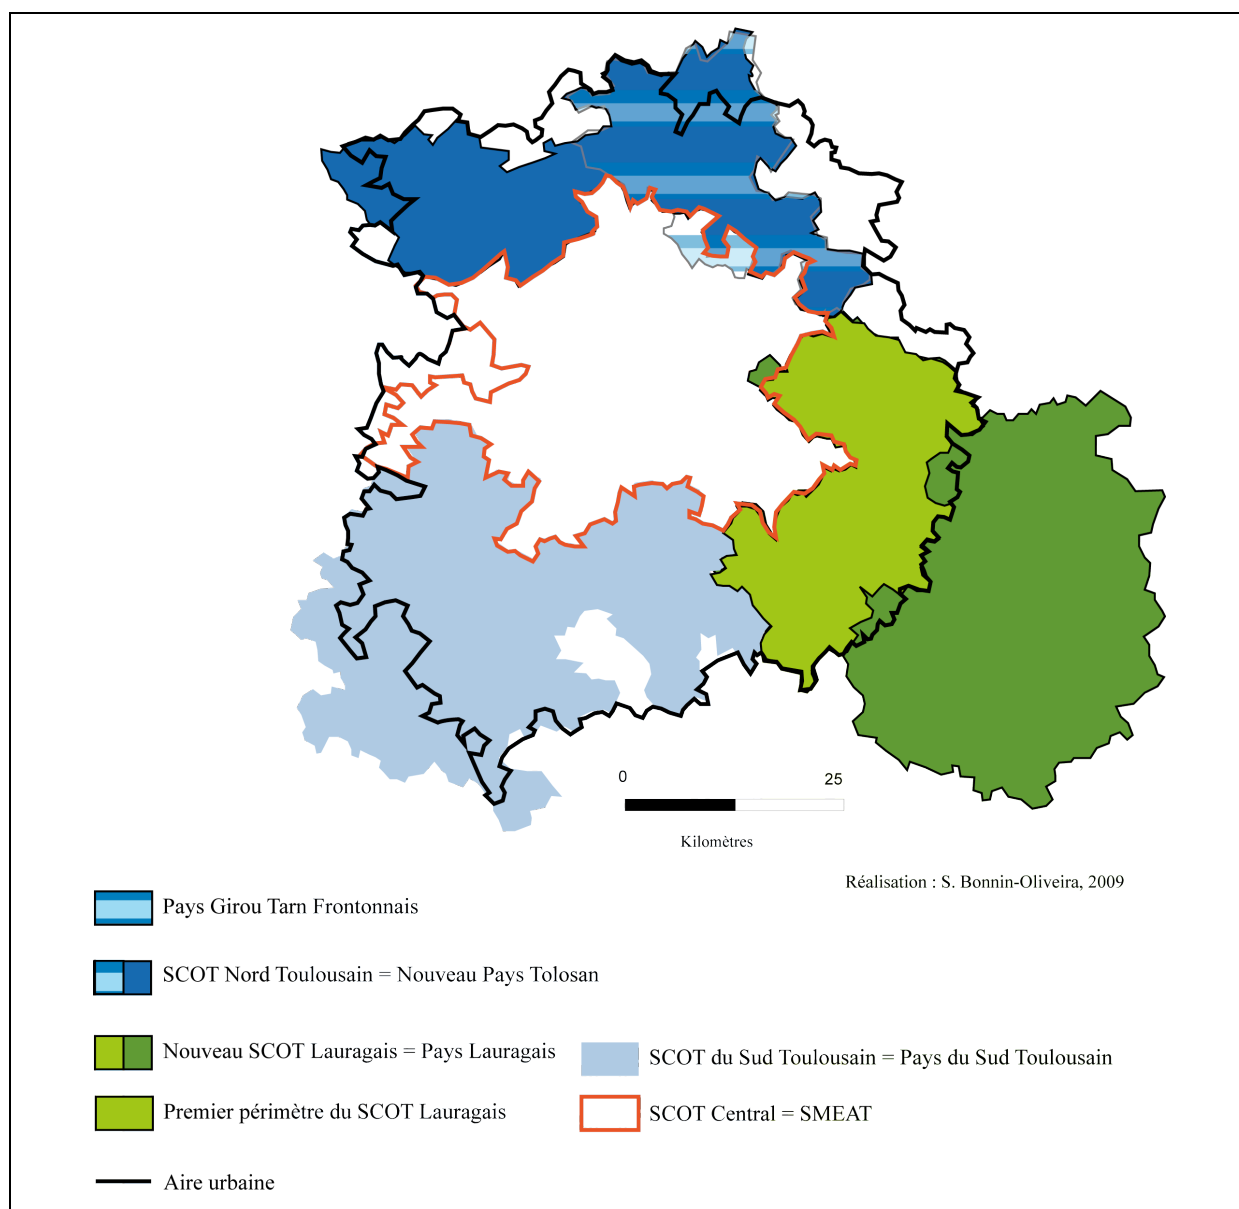 0 25
Kilomètres
Réalisation : S. Bonnin-Oliveira, 2009
Pays Girou Tarn Frontonnais
SCOT Nord Toulousain = Nouveau Pays Tolosan
Nouveau SCOT Lauragais = Pays Lauragais
SCOT du Sud Toulousain = Pays du Sud Toulousain
Premier périmètre du SCOT Lauragais
SCOT Central = SMEAT
Aire urbaine